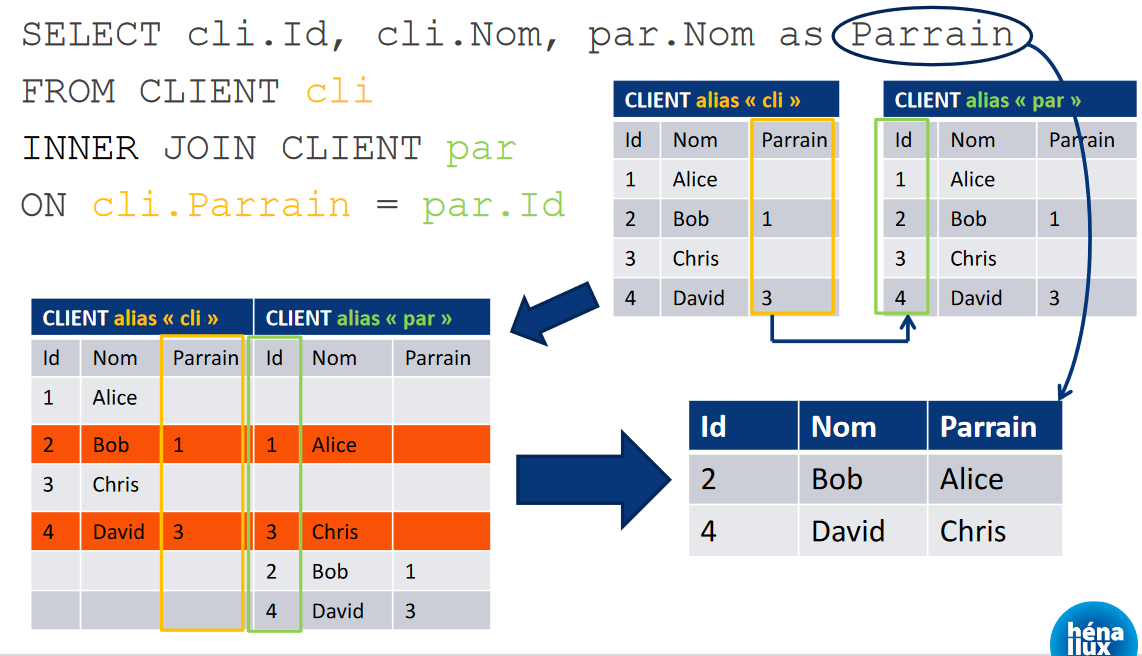 SELECT cli.Id, cli.Nom, par.Nom as Parrain
FROM CLIENT cli
INNER JOIN CLIENT par
ON cli.Parrain = par.Id
CLIENT alias « cli »
Id Nom Parrain
1 Alice
2 Bob 1
3 Chris
4 David 3
CLIENT alias « par »
Id Nom Parrain
1 Alice
2 Bob 1
3 Chris
4 David 3
CLIENT alias « cli » CLIENT alias « par »
Id Nom Parrain Id Nom Parrain
1 Alice
2 Bob 1 1 Alice
3 Chris
4 David 3 3 Chris
2 Bob 1
4 David 3
Id Nom Parrain
2 Bob Alice
4 David Chris
héna
llux